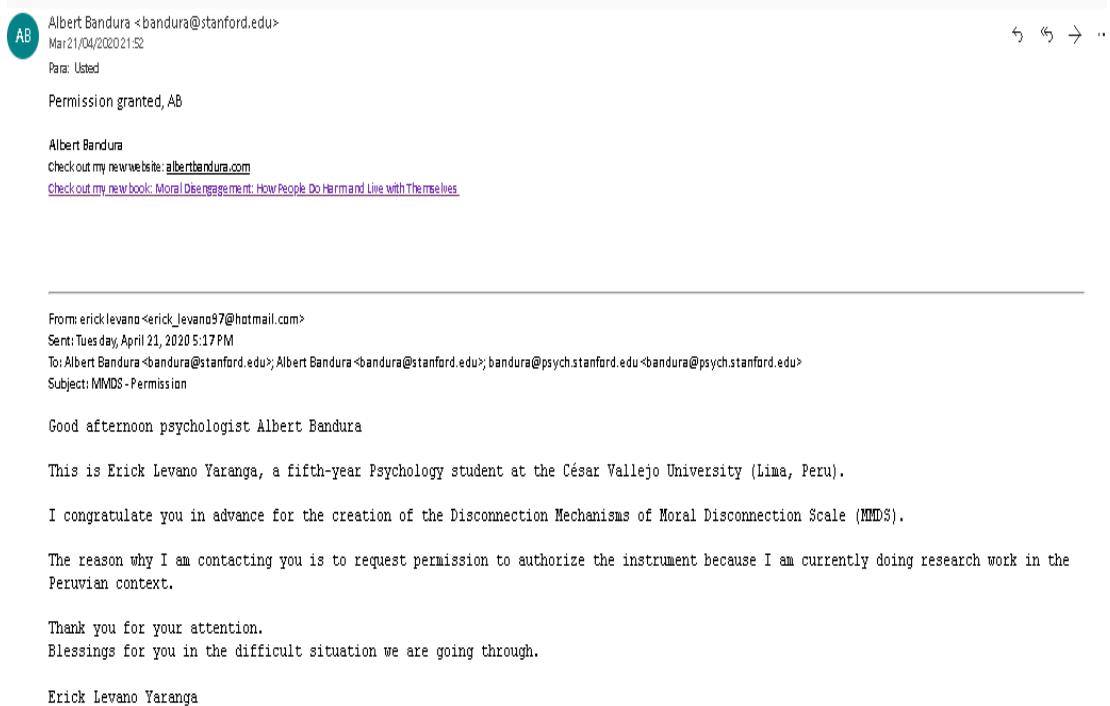 AB
Albert Bandura <bandura@stanford.edu>
Mar 21/04/2020 21:52
Para: Usted
Permission granted, AB
Albert Bandura
Check out my new website: albertbandura.com
Check out my new book: Moral Disengagement: How People Do Harm and Live with Themselves
From: erick levano <erick_levano97@hotmail.com>
Sent: Tuesday, April 21, 2020 5:17 PM
To: Albert Bandura <bandura@stanford.edu>; Albert Bandura <bandura@stanford.edu>; bandura@psych.stanford.edu <bandura@psych.stanford.edu>
Subject: MMDS - Permission
Good afternoon psychologist Albert Bandura
This is Erick Levano Yaranga, a fifth-year Psychology student at the César Vallejo University (Lima, Peru).
I congratulate you in advance for the creation of the Disconnection Mechanisms of Moral Disconnection Scale (MMDS).
The reason why I am contacting you is to request permission to authorize the instrument because I am currently doing research work in the
Peruvian context.
Thank you for your attention.
Blessings for you in the difficult situation we are going through.
Erick Levano Yaranga